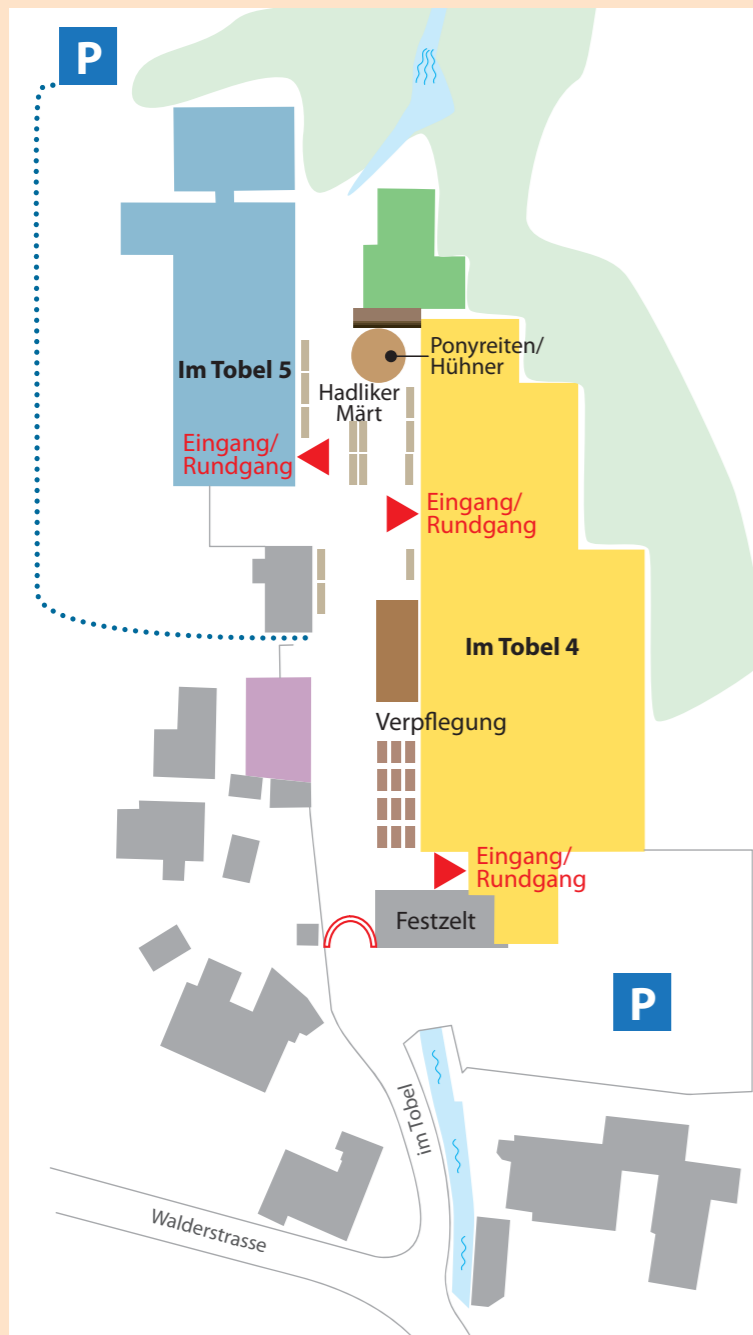 P
Ponyreiten/
Hühner
Im Tobel 5
Hadliker
Märt
Eingang/
Rundgang
Eingang/
Rundgang
Im Tobel 4
Verpflegung
Eingang/
Rundgang
Festzelt
P
im Tobel
Walderstrasse